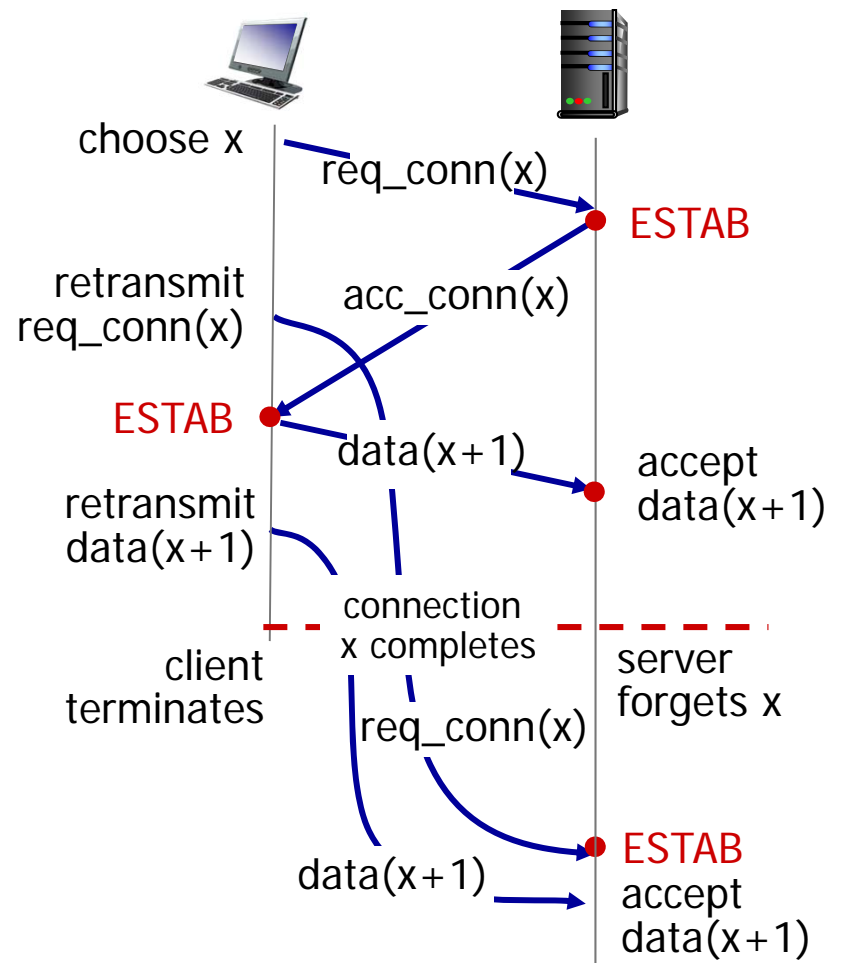 choose x
req_conn(x)
ESTAB
retransmit
req_conn(x)
acc_conn(x)
ESTAB
data(x+1)
accept
data(x+1)
retransmit
data(x+1)
connection
x completes
client
terminates
server
forgets x
req_conn(x)
ESTAB
data(x+1)
accept
data(x+1)